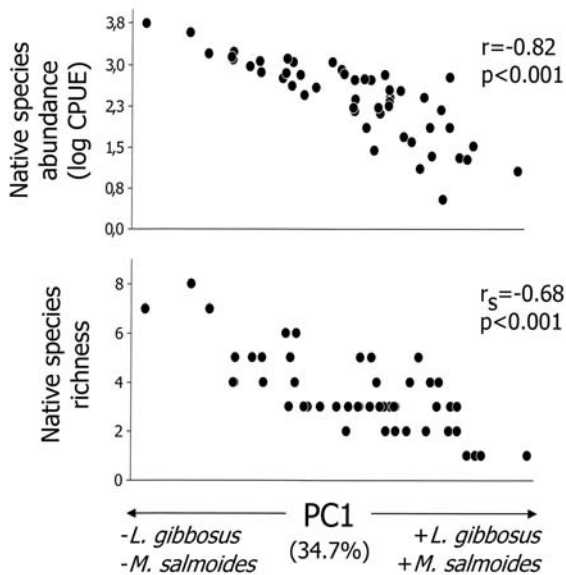 Native species
abundance
(log CPUE)
3,8
3,0
2,3
1,5
0,8
0,0
r=-0.82
p<0.001
Native species
richness
8
6
4
2
0
rs=-0.68
p<0.001
PC1
(34.7%)
-L. gibbosus
-M. salmoides
+L. gibbosus
+M. salmoides